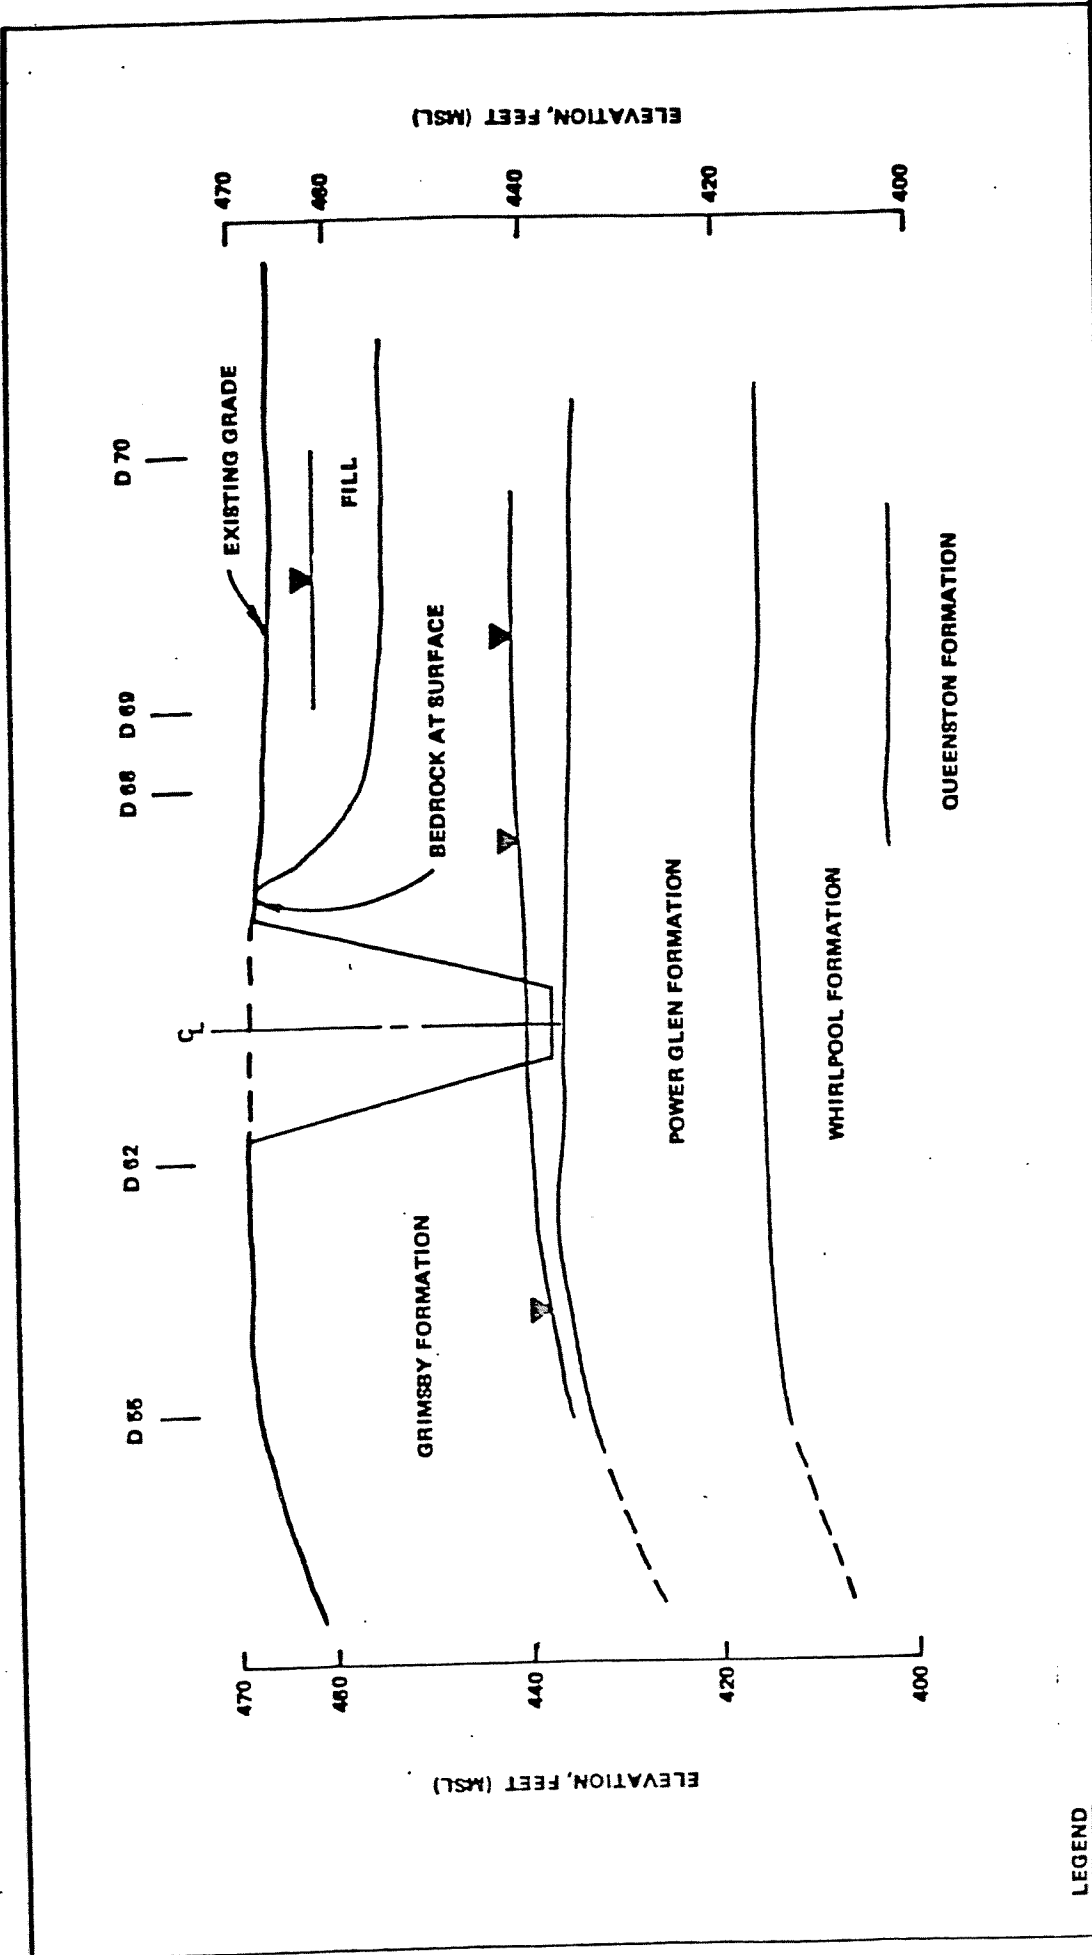 D 55
D 62
C L
D 68
D 69
D 70
470
460
440
420
400
ELEVATION, FEET (MSL)
EXISTING GRADE
FILL
BEDROCK AT SURFACE
GRIMSBY FORMATION
POWER GLEN FORMATION
WHIRLPOOL FORMATION
QUEENSTON FORMATION
470
460
440
420
400
ELEVATION, FEET (MSL)
LEGEND